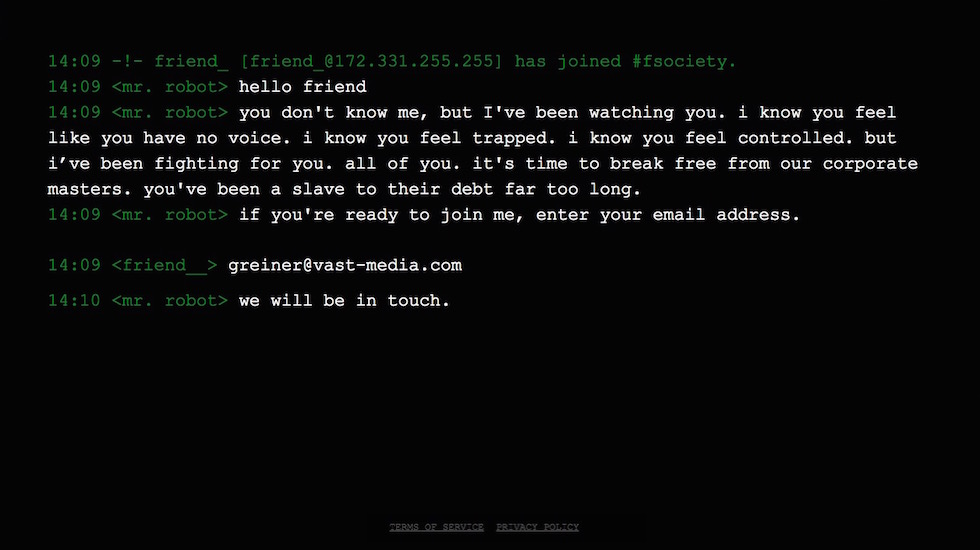 14:09 -!- friend_ [friend_@172.331.255.255] has joined #fsociety.
14:09 <mr. robot> hello friend
14:09 <mr. robot> you don't know me, but I've been watching you. i know you feel
like you have no voice. i know you feel trapped. i know you feel controlled. but
i’ve been fighting for you. all of you. it's time to break free from our corporate
masters. you've been a slave to their debt far too long.
14:09 <mr. robot> if you're ready to join me, enter your email address.
14:09 <friend__> greiner@vast-media.com
14:10 <mr. robot> we will be in touch.
TERMS OF SERVICE PRIVACY POLICY